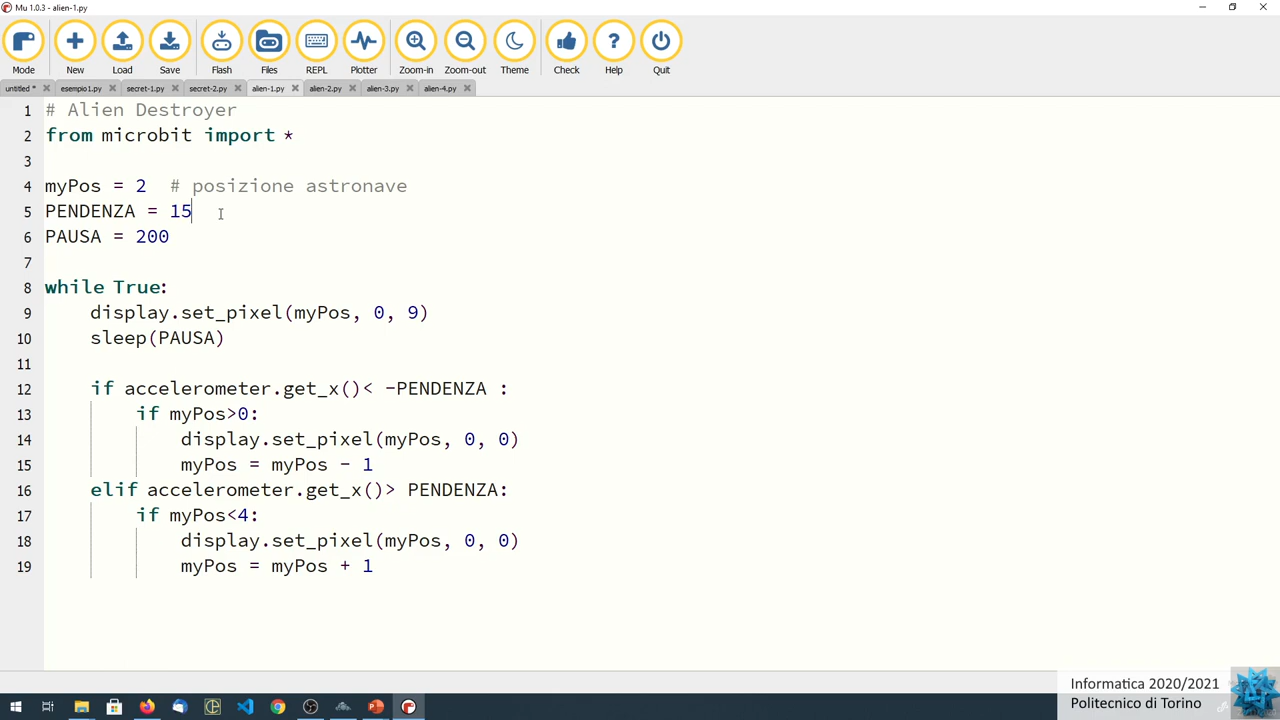 Mu 1.0.3 - alien-1.py
Mode New Load Save Flash Files REPL Plotter Zoom-in Zoom-out Theme Check Help Quit
untitled * esempio1.py secret-1.py secret-2.py alien-1.py alien-2.py alien-3.py alien-4.py
1 # Alien Destroyer
2 from microbit import *
3
4 myPos = 2  # posizione astronave
5 PENDENZA = 15
6 PAUSA = 200
7
8 while True:
9     display.set_pixel(myPos, 0, 9)
10     sleep(PAUSA)
11
12     if accelerometer.get_x()< -PENDENZA :
13         if myPos>0:
14             display.set_pixel(myPos, 0, 0)
15             myPos = myPos - 1
16     elif accelerometer.get_x()> PENDENZA:
17         if myPos<4:
18             display.set_pixel(myPos, 0, 0)
19             myPos = myPos + 1
Informatica 2020/2021
Politecnico di Torino